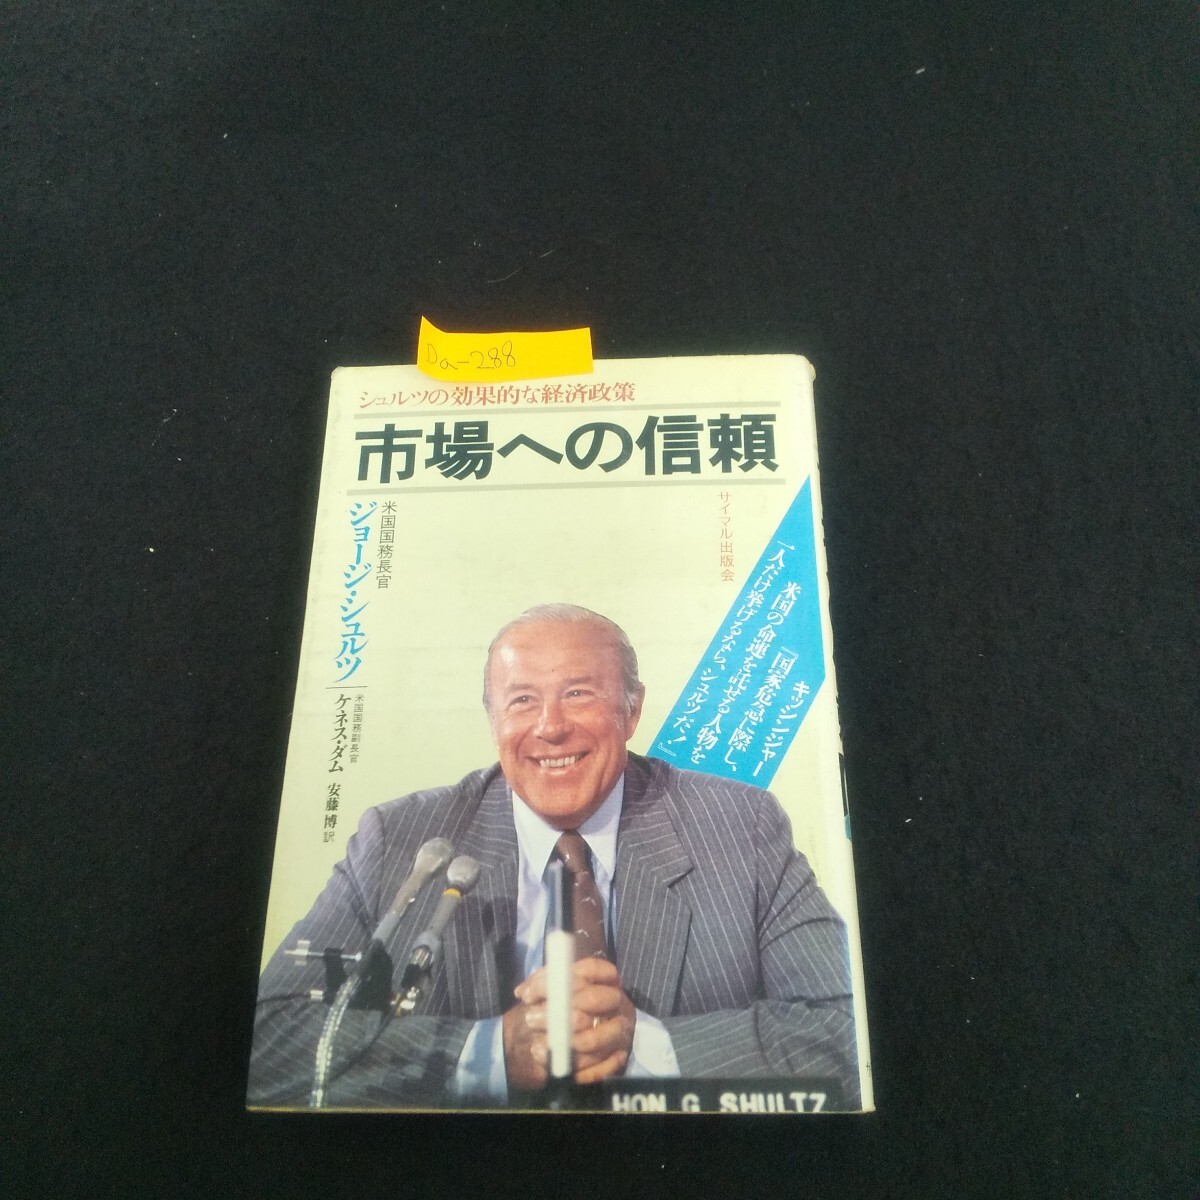 Da-288
シュルツの効果的な経済政策
市場への信頼
サイマル出版会
米国国務長官
ジョージ・シュルツ
米国国務副長官
ケネス・ダム
安藤博訳
キッシンジャー
『国家危急に際し、
米国の命運を託せる人物を
一人だけ挙げるなら、シュルツだ！』
HON G SHULTZ